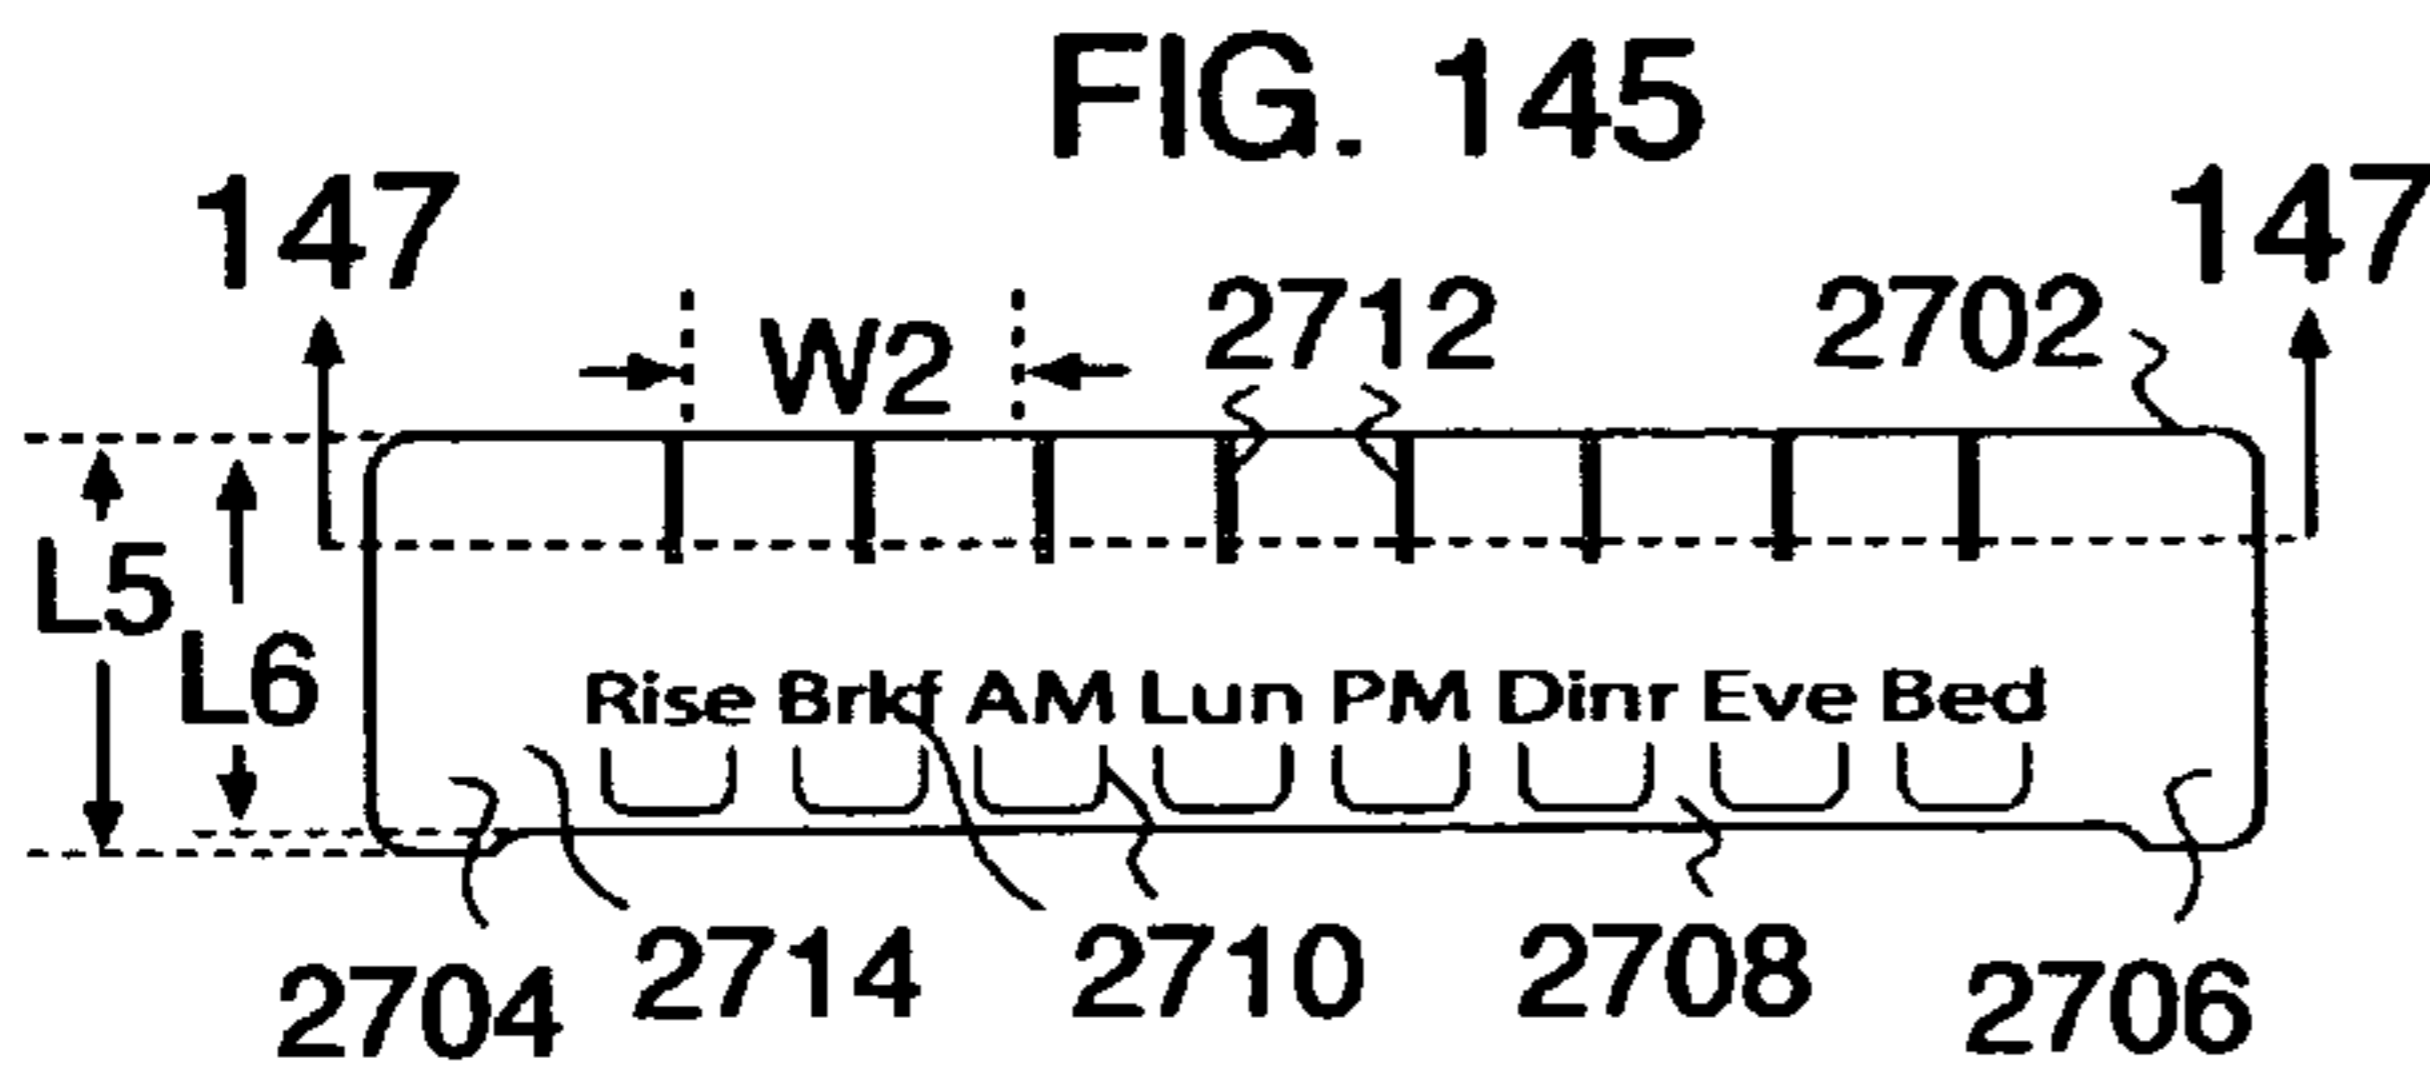 FIG. 145
147 147
W2 2712 2702
L5
L6
Rise Brkf AM Lun PM Dinr Eve Bed
2704 2714 2710 2708 2706